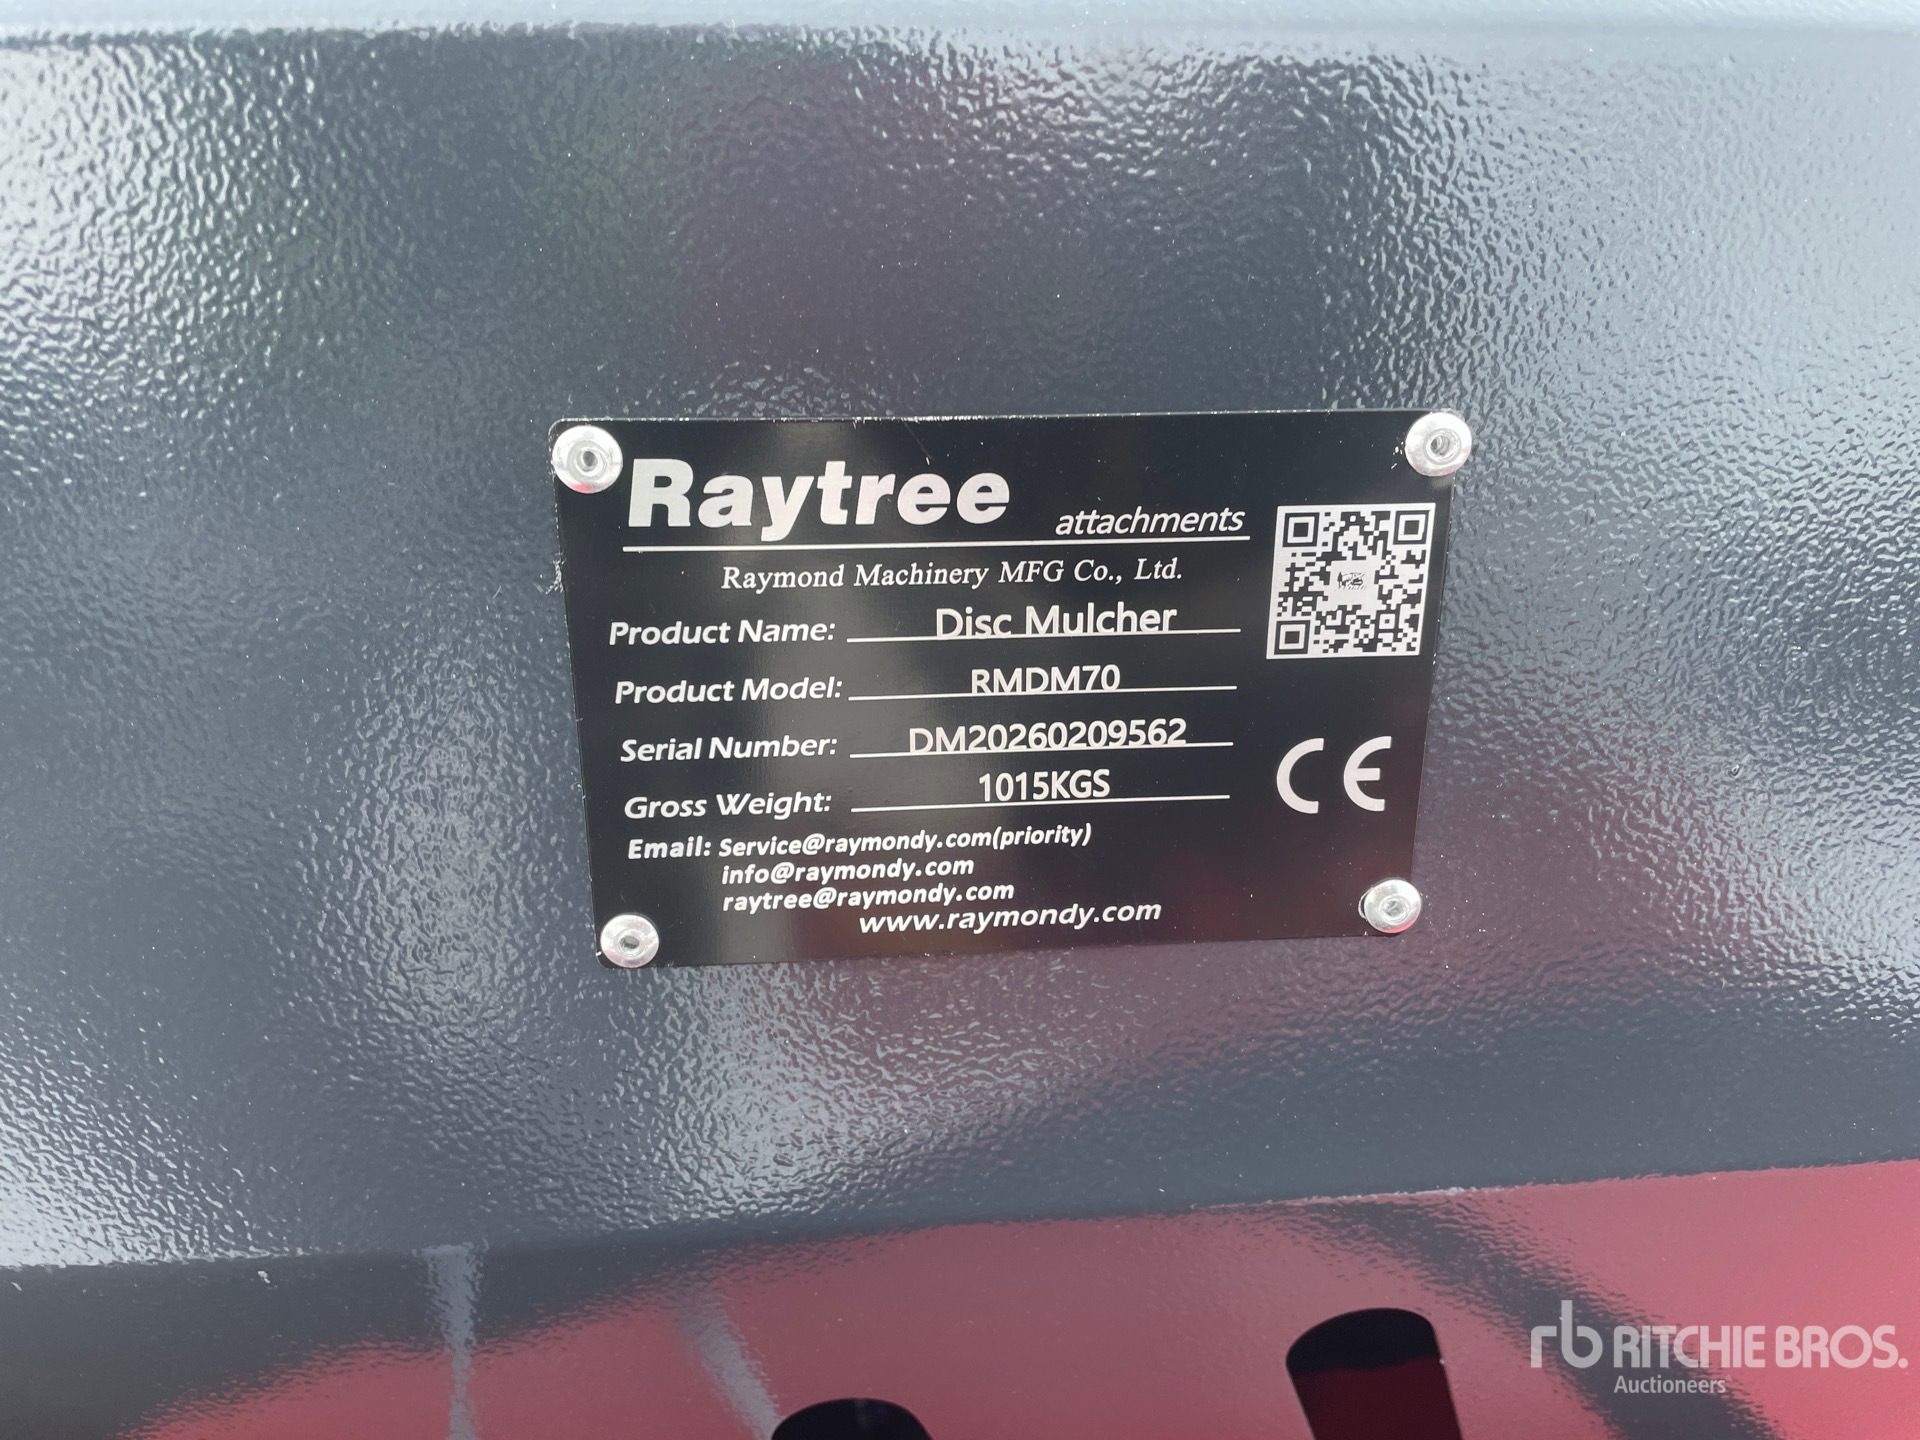 Raytree attachments
Raymond Machinery MFG Co., Ltd.
Product Name: Disc Mulcher
Product Model: RMDM70
Serial Number: DM20260209562
Gross Weight: 1015KGS
Email: Service@raymondy.com(priority)
info@raymondy.com
raytree@raymondy.com
www.raymondy.com
CE
rb RITCHIE BROS.
Auctioneers